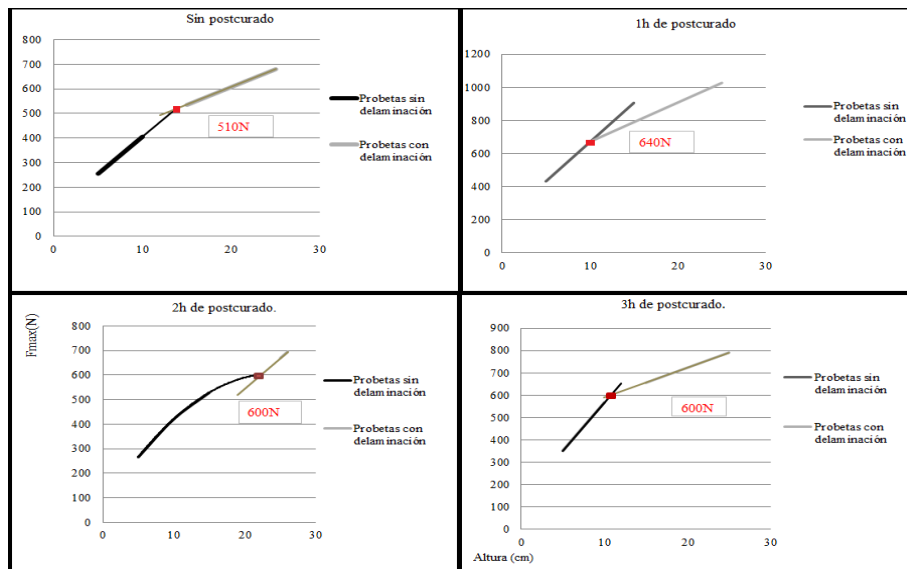 Sin postcurado
800
700
600
500
400
300
200
100
0
0 10 20 30
510N
Probetas sin
delaminación
Probetas con
delaminación
1h de postcurado
1200
1000
800
600
400
200
0
0 10 20 30
640N
Probetas sin
delaminación
Probetas con
delaminación
2h de postcurado.
Fmax(N)
800
700
600
500
400
300
200
100
0
0 10 20 30
600N
Probetas sin
delaminación
Probetas con
delaminación
3h de postcurado.
900
800
700
600
500
400
300
200
100
0
0 10 20 30
Altura (cm)
600N
Probetas sin
delaminación
Probetas con
delaminación